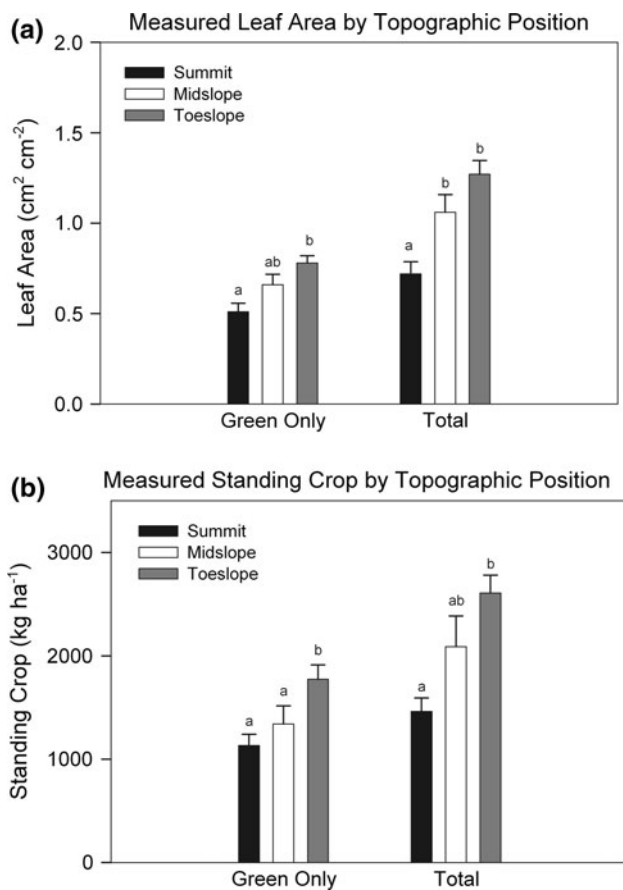 (a) Measured Leaf Area by Topographic Position
2.0
1.5
1.0
0.5
0.0
Leaf Area (cm² cm⁻²)
Summit
Midslope
Toeslope
a
ab
b
a
b
b
Green Only
Total
(b) Measured Standing Crop by Topographic Position
3000
2000
1000
0
Standing Crop (kg ha⁻¹)
Summit
Midslope
Toeslope
a
a
b
a
ab
b
Green Only
Total